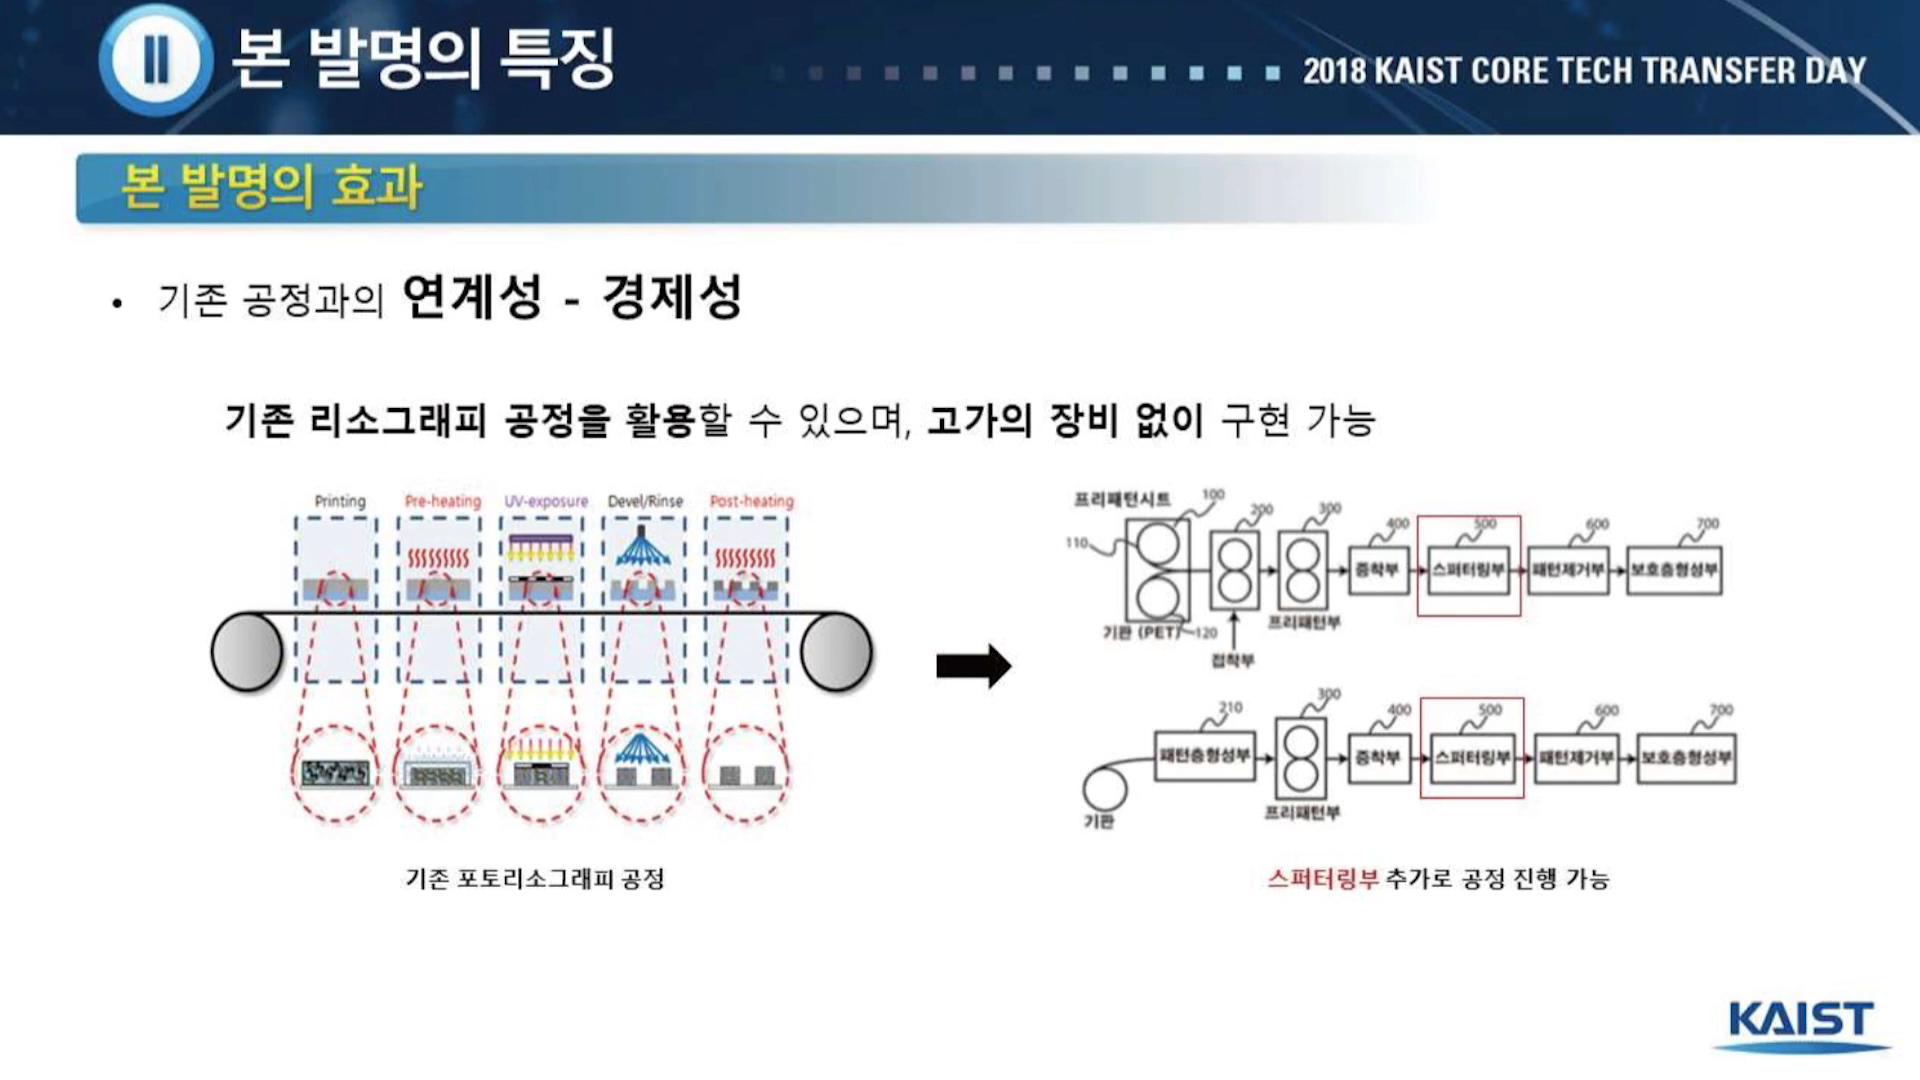 II 본 발명의 특징
2018 KAIST CORE TECH TRANSFER DAY
본 발명의 효과
• 기존 공정과의 연계성 - 경제성
기존 리소그래피 공정을 활용할 수 있으며, 고가의 장비 없이 구현 가능
Printing Pre-heating UV-exposure Devel/Rinse Post-heating
기존 포토리소그래피 공정
프리패턴시트 100 200 300 400 500 600 700
110
증착부 스퍼터링부 패턴제거부 보호층형성부
기판 (PET) 120 프리패턴부
접착부
210 300 400 500 600 700
패턴층형성부 증착부 스퍼터링부 패턴제거부 보호층형성부
기판 프리패턴부
스퍼터링부 추가로 공정 진행 가능
KAIST